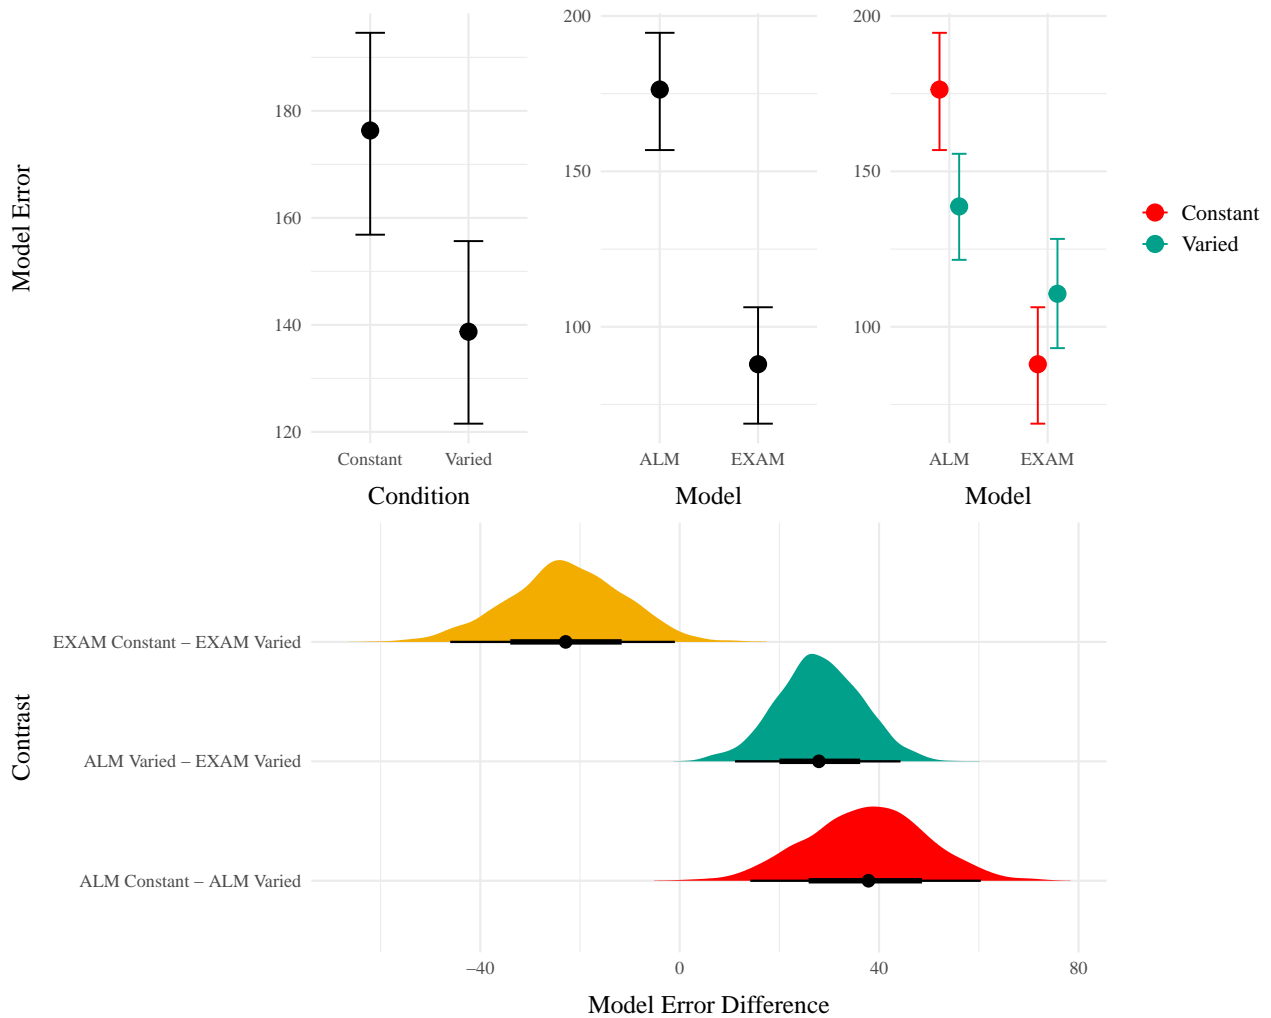 Model Error
180
160
140
120
Constant Varied
Condition
200
150
100
ALM EXAM
Model
200
150
100
ALM EXAM
Model
Constant
Varied
Contrast
EXAM Constant – EXAM Varied
ALM Varied – EXAM Varied
ALM Constant – ALM Varied
−40 0 40 80
Model Error Difference